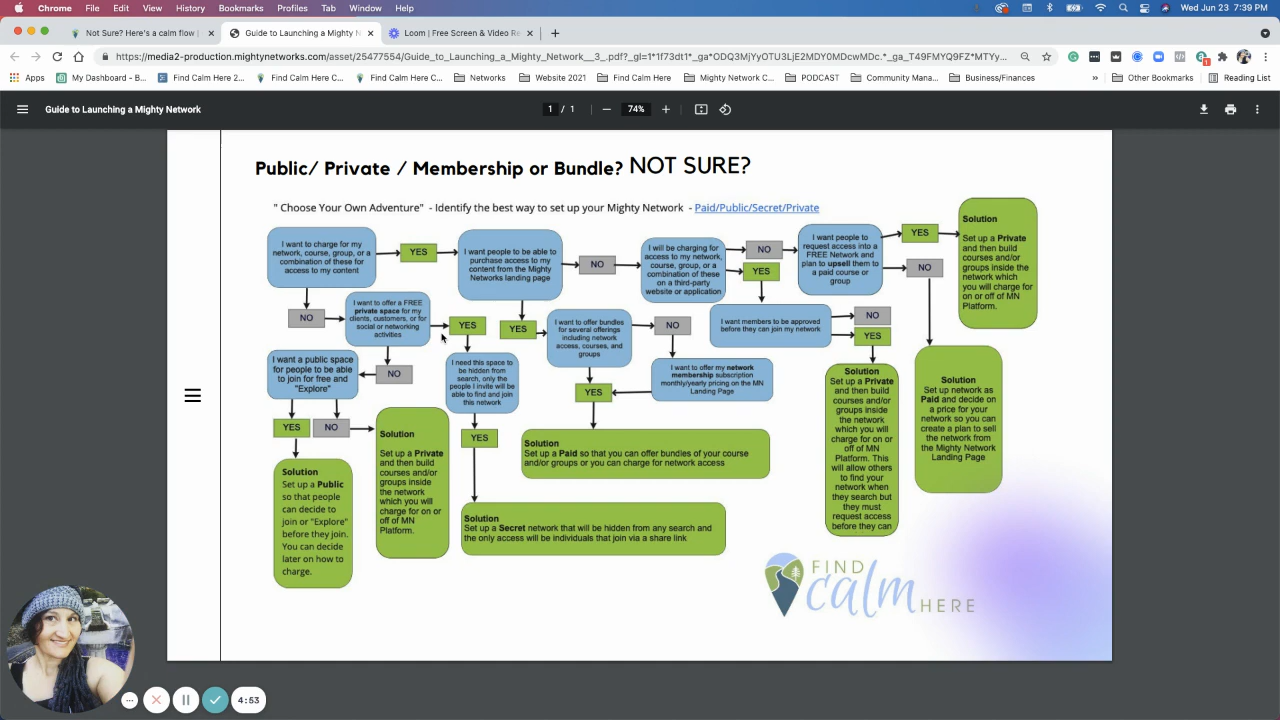 Chrome File Edit View History Bookmarks Profiles Tab Window Help
Wed Jun 23 7:39 PM
Not Sure? Here's a calm flow |
Guide to Launching a Mighty N
Loom | Free Screen & Video Re
https://media2-production.mightynetworks.com/asset/25477554/Guide_to_Launching_a_Mighty_Network__3_.pdf?_gl=1*1f73dt1*_ga*ODQ3MjYyOTU3LjE2MDY0MDcwMDc.*_ga_T49FMYQ9FZ*MTYy...
Apps
My Dashboard - B...
Find Calm Here 2...
Find Calm Here C...
Find Calm Here C...
Networks
Website 2021
Find Calm Here
Mighty Network C...
PODCAST
Community Mana...
Business/Finances
»
Other Bookmarks
Reading List
Guide to Launching a Mighty Network
1 / 1
74%
Public/ Private / Membership or Bundle? NOT SURE?
" Choose Your Own Adventure" - Identify the best way to set up your Mighty Network - Paid/Public/Secret/Private
I want to charge for my
network, course, group, or a
combination of these for
access to my content
YES
I want people to be able to
purchase access to my
content from the Mighty
Networks landing page
NO
I will be charging for
access to my network,
course, group, or a
combination of these
on a third-party
website or application
NO
YES
I want people to
request access into a
FREE Network and
plan to upsell them to
a paid course or
group
YES
NO
Solution
Set up a Private
and then build
courses and/or
groups inside
the network
which you will
charge for on
or off of MN
Platform.
NO
I want to offer a FREE
private space for my
clients, customers, or for
social or networking
activities
YES
YES
I want to offer bundles
for several offerings
including network
access, courses, and
groups
NO
I want members to be approved
before they can join my network
NO
YES
I want a public space
for people to be able
to join for free and
"Explore"
NO
I need this space to
be hidden from
search, only the
people I invite will be
able to find and join
this network
YES
I want to offer my network
membership subscription
monthly/yearly pricing on the MN
Landing Page
YES
NO
YES
Solution
Set up a Public
so that people
can decide to
join or "Explore"
before they join.
You can decide
later on how to
charge.
Solution
Set up a Private
and then build
courses and/or
groups inside
the network
which you will
charge for on or
off of MN
Platform.
Solution
Set up a Paid so that you can offer bundles of your course
and/or groups or you can charge for network access
Solution
Set up a Secret network that will be hidden from any search and
the only access will be individuals that join via a share link
Solution
Set up a Private
and then build
courses and/or
groups inside
the network
which you will
charge for on or
off of MN
Platform. This
will allow others
to find your
network when
they search but
they must
request access
before they can
Solution
Set up network as
Paid and decide on
a price for your
network so you can
create a plan to sell
the network from
the Mighty Network
Landing Page
FIND
calm
HERE
4:53